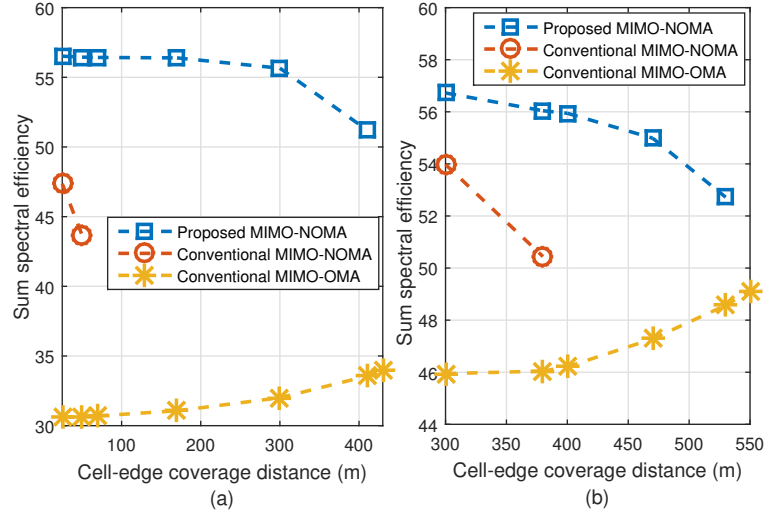 60
55
50
45
40
35
30
100
200
300
400
Sum spectral efficiency
Proposed MIMO-NOMA
Conventional MIMO-NOMA
Conventional MIMO-OMA
Cell-edge coverage distance (m)
(a)
60
58
56
54
52
50
48
46
44
300
350
400
450
500
550
Sum spectral efficiency
Proposed MIMO-NOMA
Conventional MIMO-NOMA
Conventional MIMO-OMA
Cell-edge coverage distance (m)
(b)